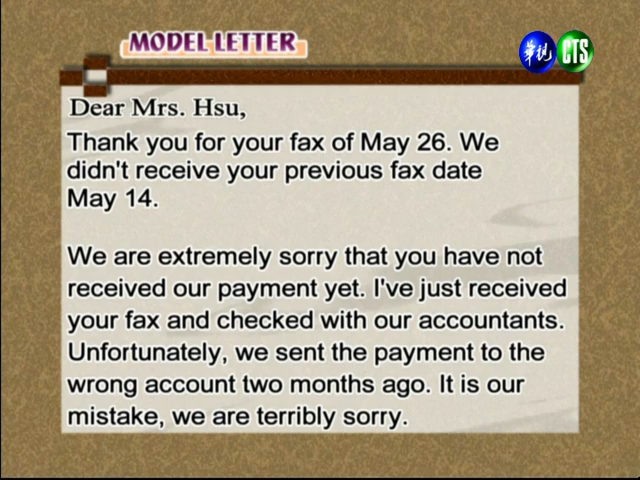 MODEL LETTER
華視 CTS
Dear Mrs. Hsu,
Thank you for your fax of May 26. We
didn't receive your previous fax date
May 14.
We are extremely sorry that you have not
received our payment yet. I've just received
your fax and checked with our accountants.
Unfortunately, we sent the payment to the
wrong account two months ago. It is our
mistake, we are terribly sorry.